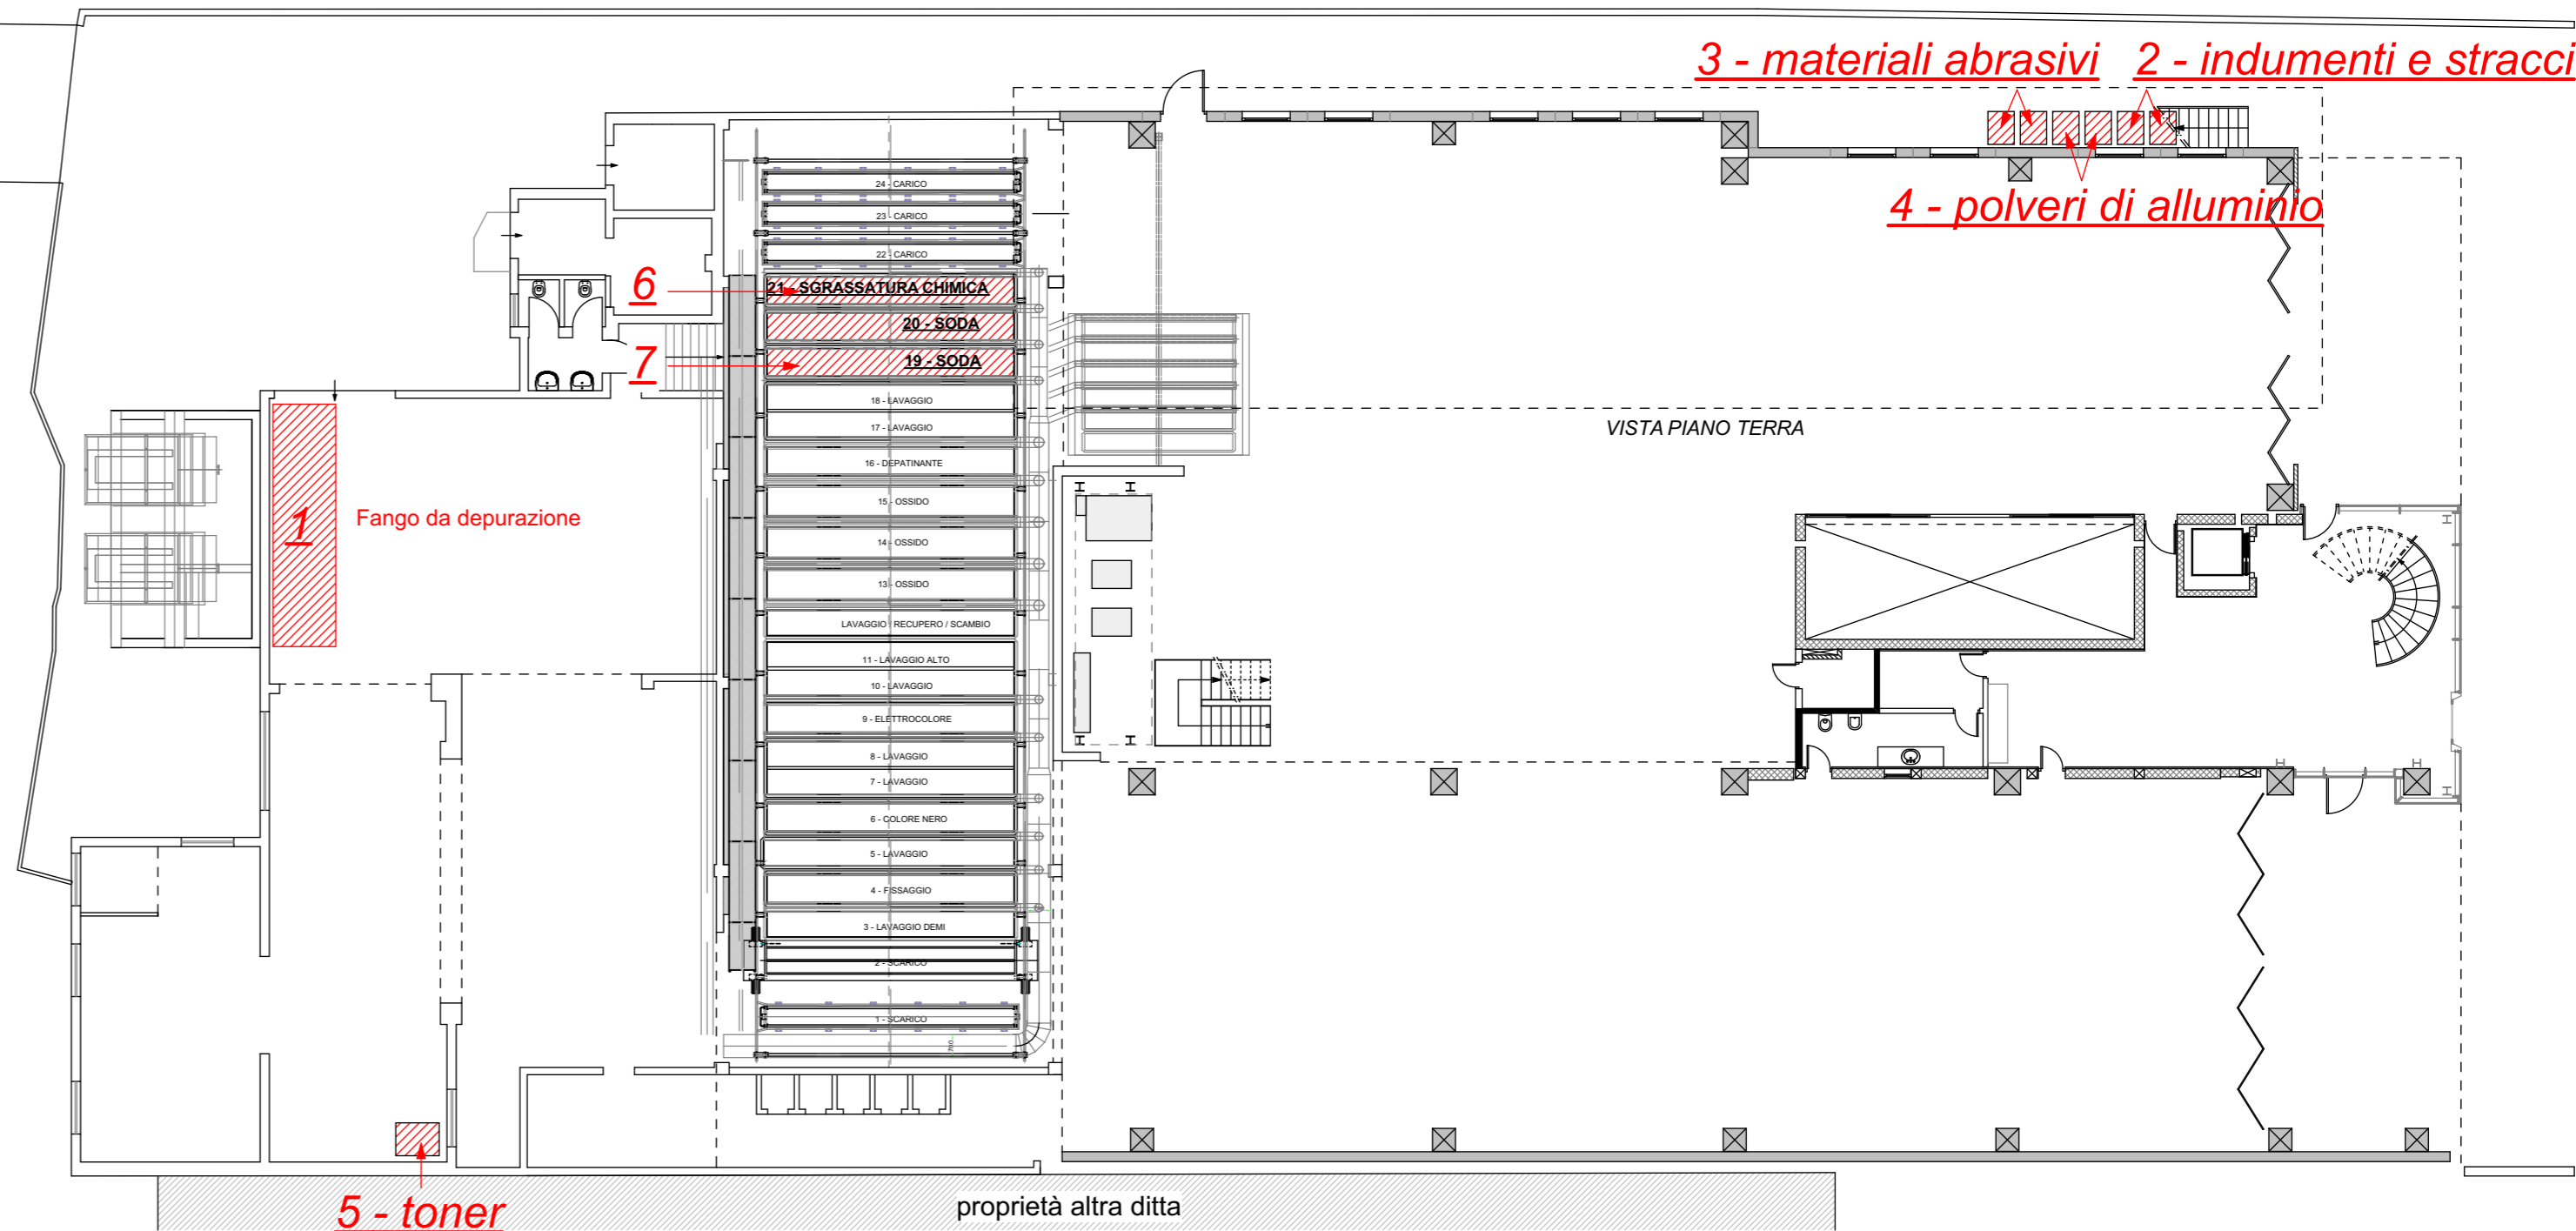 3 - materiali abrasivi
2 - indumenti e stracci
4 - polveri di alluminio
24 - CARICO
23 - CARICO
22 - CARICO
6
21 - SGRASSATURA CHIMICA
20 - SODA
7
19 - SODA
18 - LAVAGGIO
17 - LAVAGGIO
VISTA PIANO TERRA
16 - DEPATINANTE
15 - OSSIDO
1
Fango da depurazione
14 - OSSIDO
13 - OSSIDO
LAVAGGIO / RECUPERO / SCAMBIO
11 - LAVAGGIO ALTO
10 - LAVAGGIO
9 - ELETTROCOLORE
8 - LAVAGGIO
7 - LAVAGGIO
6 - COLORE NERO
5 - LAVAGGIO
4 - FISSAGGIO
3 - LAVAGGIO DEMI
2 - SCARICO
1 - SCARICO
5 - toner
proprietà altra ditta